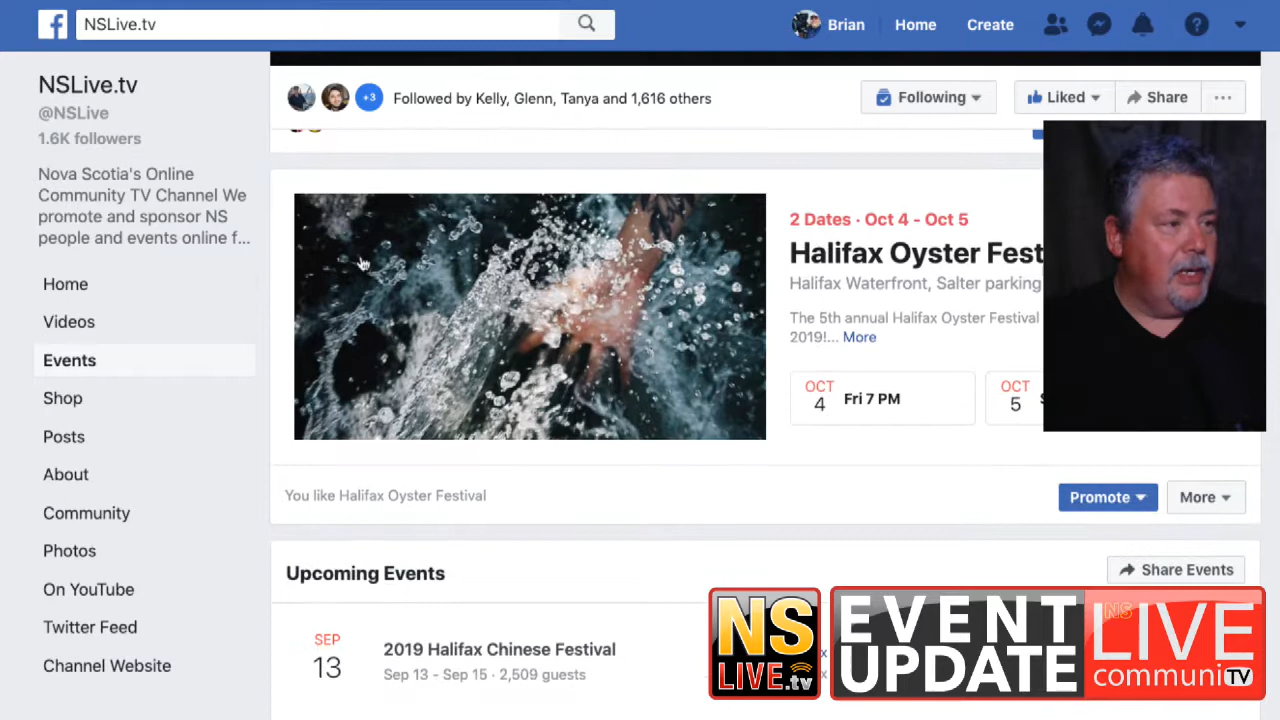 NSLive.tv
Brian
Home
Create
NSLive.tv
@NSLive
1.6K followers
Nova Scotia's Online
Community TV Channel We
promote and sponsor NS
people and events online f...
Home
Videos
Events
Shop
Posts
About
Community
Photos
On YouTube
Twitter Feed
Channel Website
+3
Followed by Kelly, Glenn, Tanya and 1,616 others
Following
Liked
Share
2 Dates · Oct 4 - Oct 5
Halifax Oyster Fest
Halifax Waterfront, Salter parking
The 5th annual Halifax Oyster Festival
2019!... More
OCT
4
Fri 7 PM
OCT
5
You like Halifax Oyster Festival
Promote
More
Upcoming Events
Share Events
SEP
13
2019 Halifax Chinese Festival
Sep 13 - Sep 15 · 2,509 guests
NS
LIVE.tv
EVENT
UPDATE
NS
LIVE
communiTV